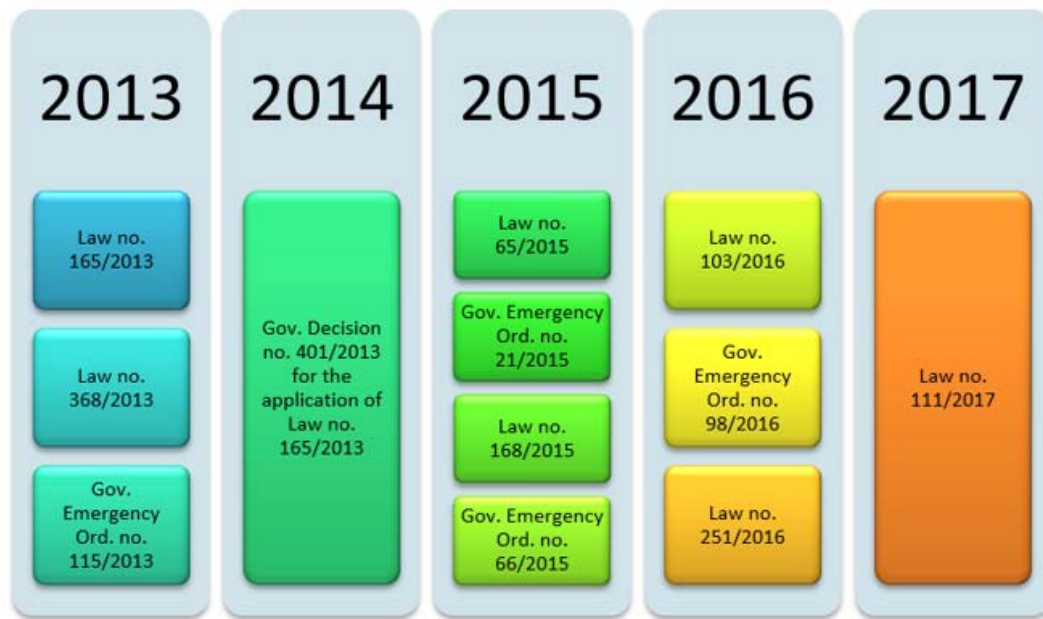 2013
Law no.
165/2013
Law no.
368/2013
Gov.
Emergency
Ord. no.
115/2013
2014
Gov. Decision
no. 401/2013
for the
application of
Law no.
165/2013
2015
Law no.
65/2015
Gov. Emergency
Ord. no.
21/2015
Law no.
168/2015
Gov. Emergency
Ord. no.
66/2015
2016
Law no.
103/2016
Gov.
Emergency
Ord. no.
98/2016
Law no.
251/2016
2017
Law no.
111/2017